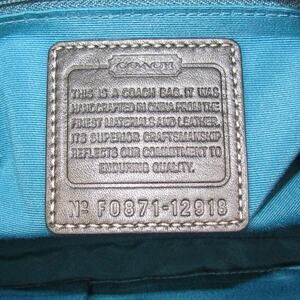 COACH
THIS IS A COACH BAG. IT WAS
HANDCRAFTED IN CHINA FROM THE
FINEST MATERIALS AND LEATHER.
ITS SUPERIOR CRAFTSMANSHIP
REFLECTS OUR COMMITMENT TO
ENDURING QUALITY.
Nº F0871-12918